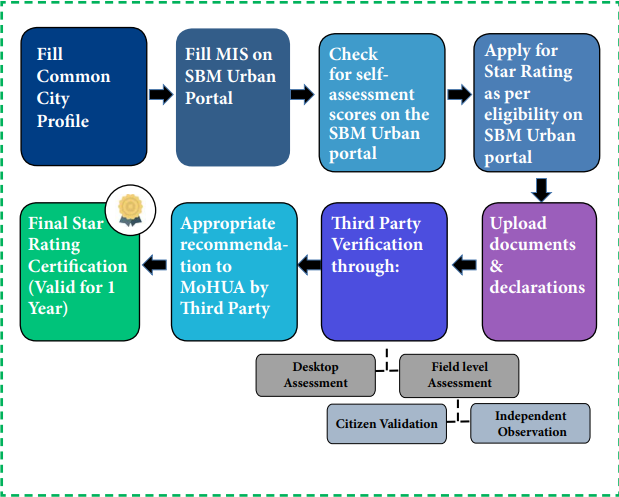 Fill
Common
City
Profile
Fill MIS on
SBM Urban
Portal
Check
for self-
assessment
scores on the
SBM Urban
portal
Apply for
Star Rating
as per
eligibility on
SBM Urban
portal
Upload
documents
&
declarations
Third Party
Verification
through:
Appropriate
recommenda-
tion to
MoHUA by
Third Party
Final Star
Rating
Certification
(Valid for 1
Year)
Desktop
Assessment
Field level
Assessment
Citizen Validation
Independent
Observation